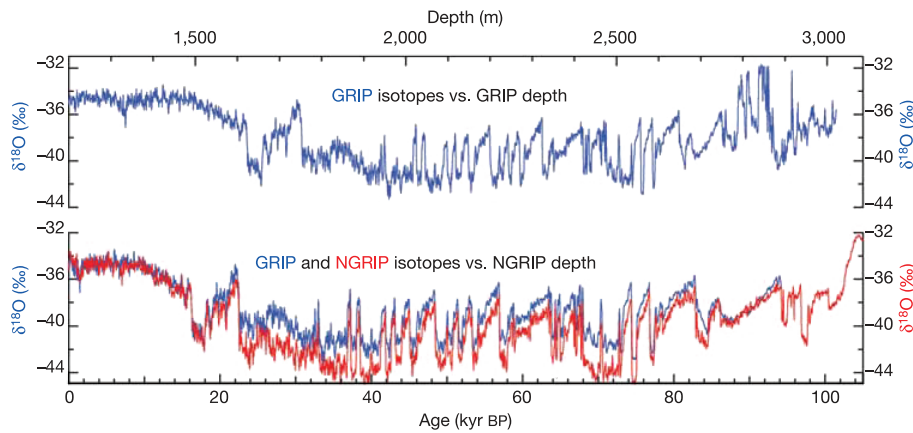 Depth (m)
1,500 2,000 2,500 3,000
–32 –32
–36 –36
–40 –40
–44 –44
δ18O (‰) δ18O (‰)
GRIP isotopes vs. GRIP depth
–32 –32
–36 –36
–40 –40
–44 –44
δ18O (‰) δ18O (‰)
GRIP and NGRIP isotopes vs. NGRIP depth
0 20 40 60 80 100
Age (kyr BP)